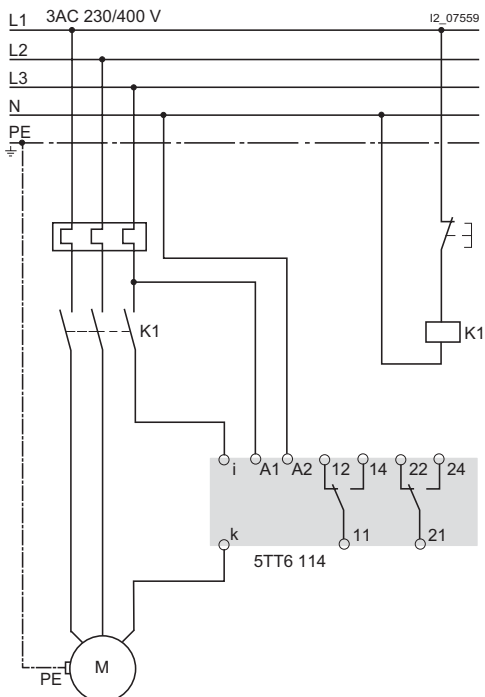 L1 3AC 230/400 V I2_07559
L2
L3
N
PE
K1
K1
i A1 A2 12 14 22 24
k 11 21
5TT6 114
M
PE